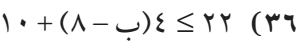 ٣٦) ٢٢ ≥ ٤(ب − ٨) + ١٠